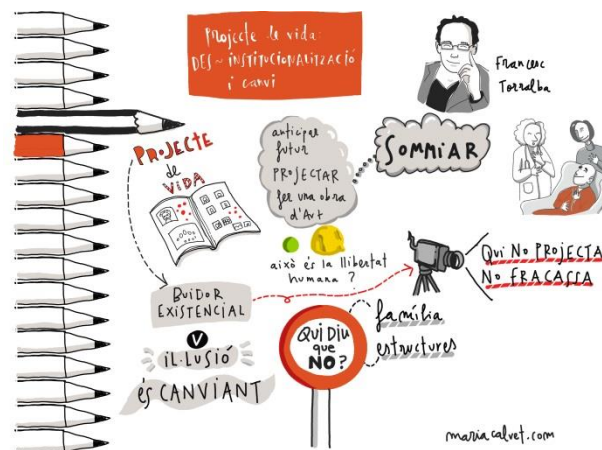 Projecte de vida:
DES~INSTITUCIONALITZACIÓ
i canvi
Francesc
Torralba
PROJECTE
de
VIDA
anticipar
futur
PROJECTAR
fer una obra
d'Art
SOMMIAR
això és la llibertat
humana ?
QUI NO PROJECTA
NO FRACASSA
BUIDOR
EXISTENCIAL
V
IL·LUSIÓ
és CANVIANT
QUI DIU
que
NO?
família
estructures
mariacalvet.com